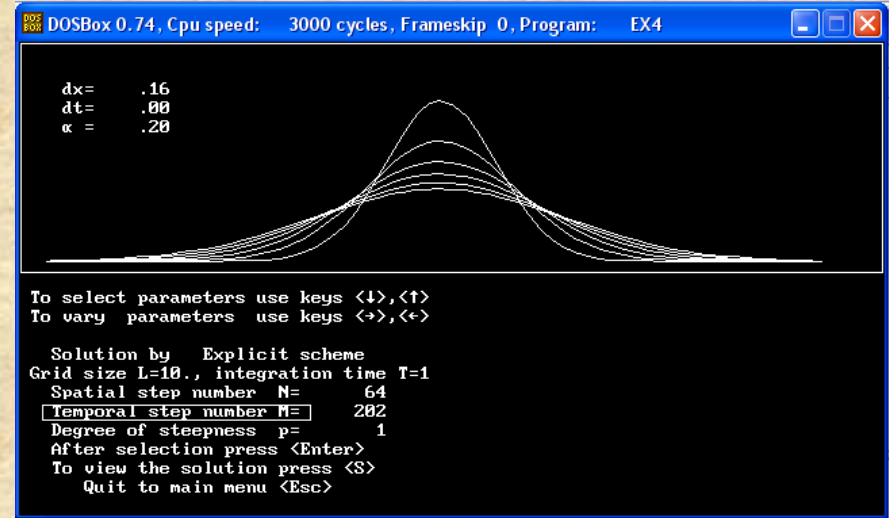 DOSBox 0.74, Cpu speed: 3000 cycles, Frameskip 0, Program: EX4
dx= .16
dt= .00
α = .20
To select parameters use keys <↓>,<↑>
To vary parameters use keys <→>,<←>
Solution by Explicit scheme
Grid size L=10., integration time T=1
Spatial step number N= 64
Temporal step number M= 202
Degree of steepness p= 1
After selection press <Enter>
To view the solution press <S>
Quit to main menu <Esc>